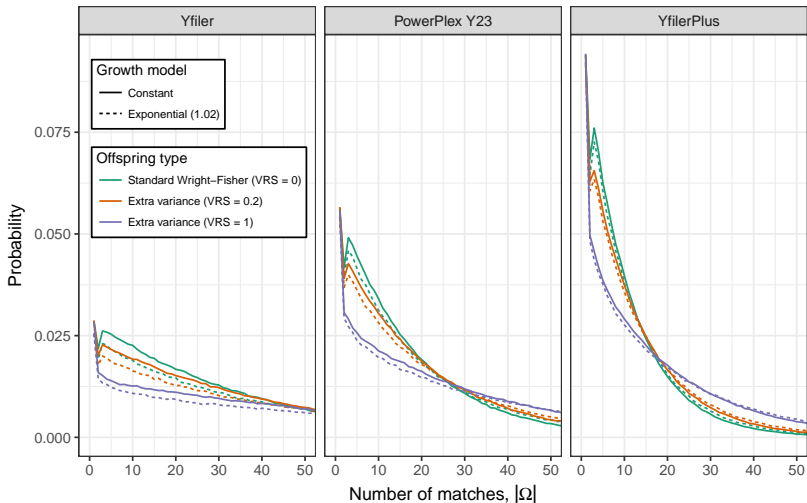 Yfiler
PowerPlex Y23
YfilerPlus
Growth model
Constant
Exponential (1.02)
Offspring type
Standard Wright−Fisher (VRS = 0)
Extra variance (VRS = 0.2)
Extra variance (VRS = 1)
Probability
0.075
0.050
0.025
0.000
0 10 20 30 40 50
0 10 20 30 40 50
0 10 20 30 40 50
Number of matches, |Ω|